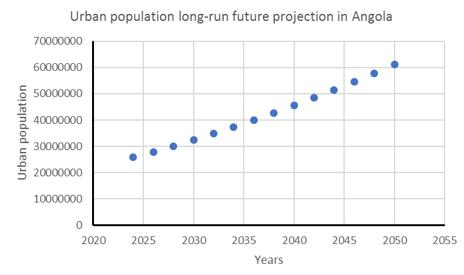 Urban population long-run future projection in Angola
70000000
60000000
50000000
40000000
30000000
20000000
10000000
0
Urban population
2020 2025 2030 2035 2040 2045 2050 2055
Years